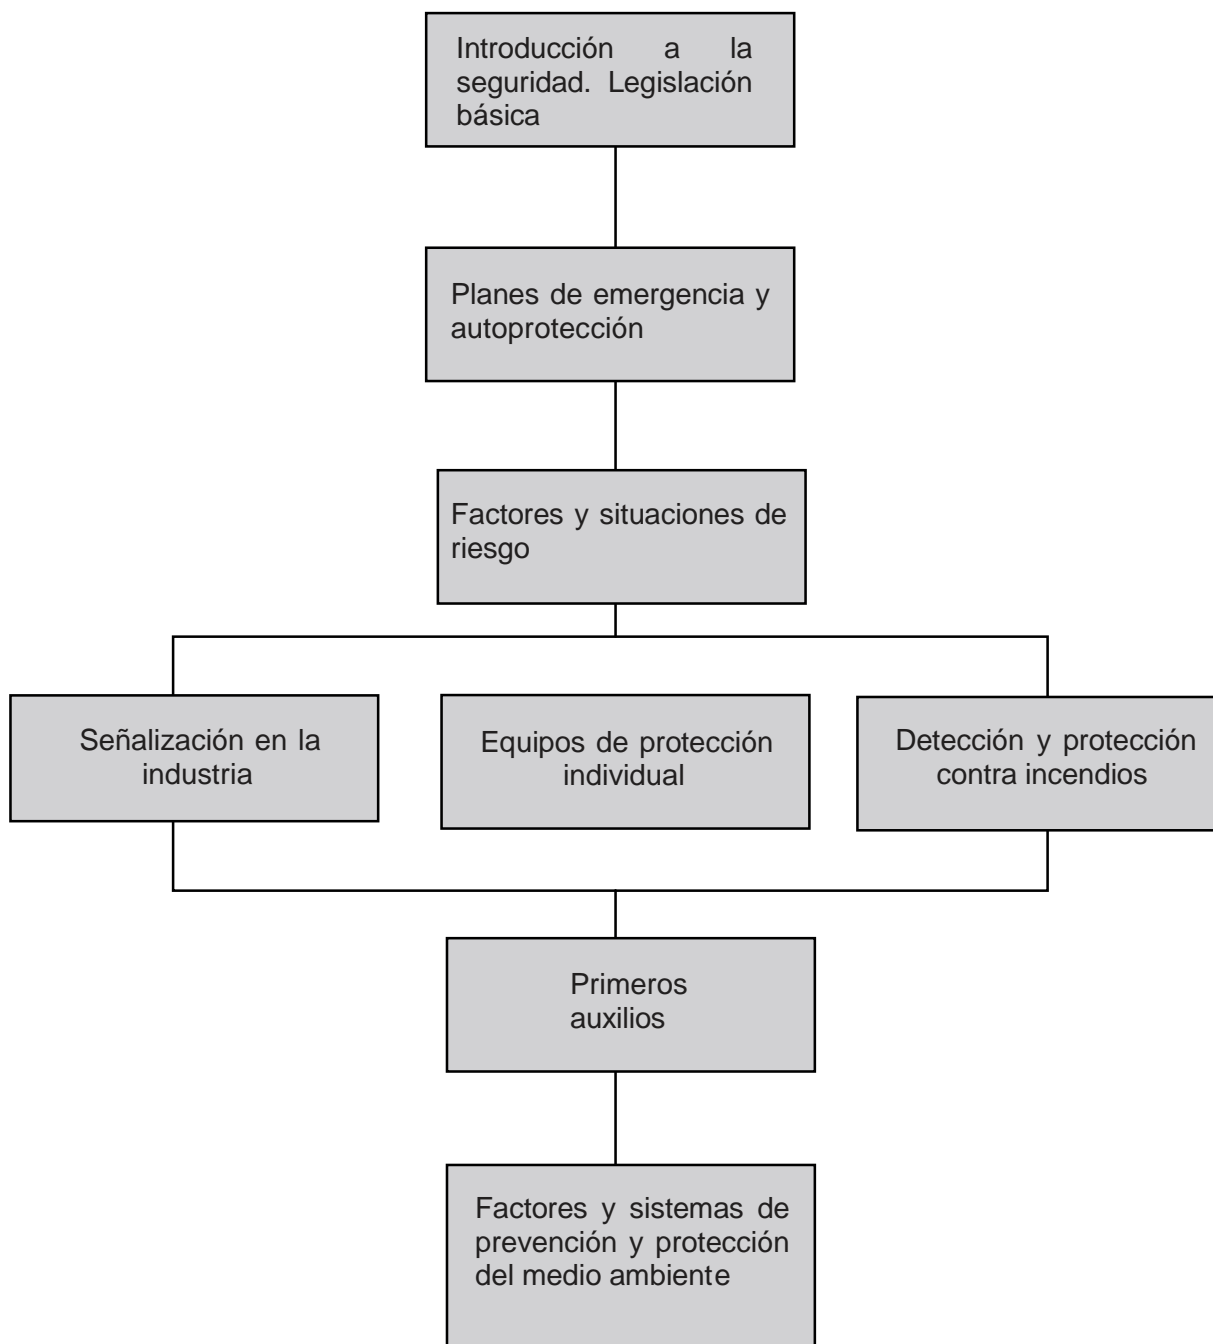 Introducción a la
seguridad. Legislación
básica
Planes de emergencia y
autoprotección
Factores y situaciones de
riesgo
Señalización en la
industria
Equipos de protección
individual
Detección y protección
contra incendios
Primeros
auxilios
Factores y sistemas de
prevención y protección
del medio ambiente